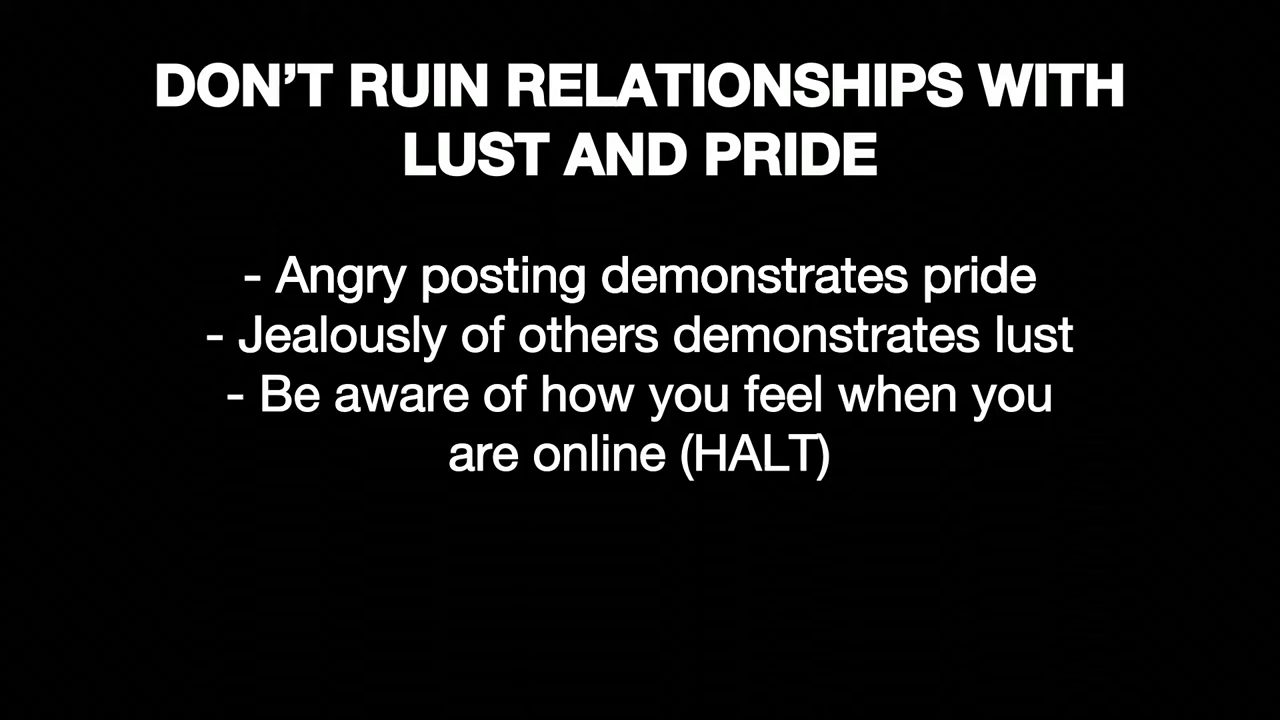 DON’T RUIN RELATIONSHIPS WITH
LUST AND PRIDE
- Angry posting demonstrates pride
- Jealously of others demonstrates lust
- Be aware of how you feel when you
are online (HALT)